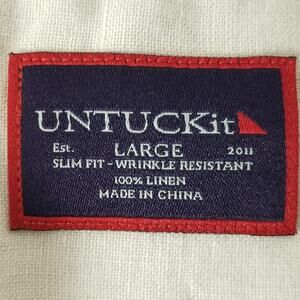 UNTUCKit
Est. LARGE 2011
SLIM FIT - WRINKLE RESISTANT
100% LINEN
MADE IN CHINA